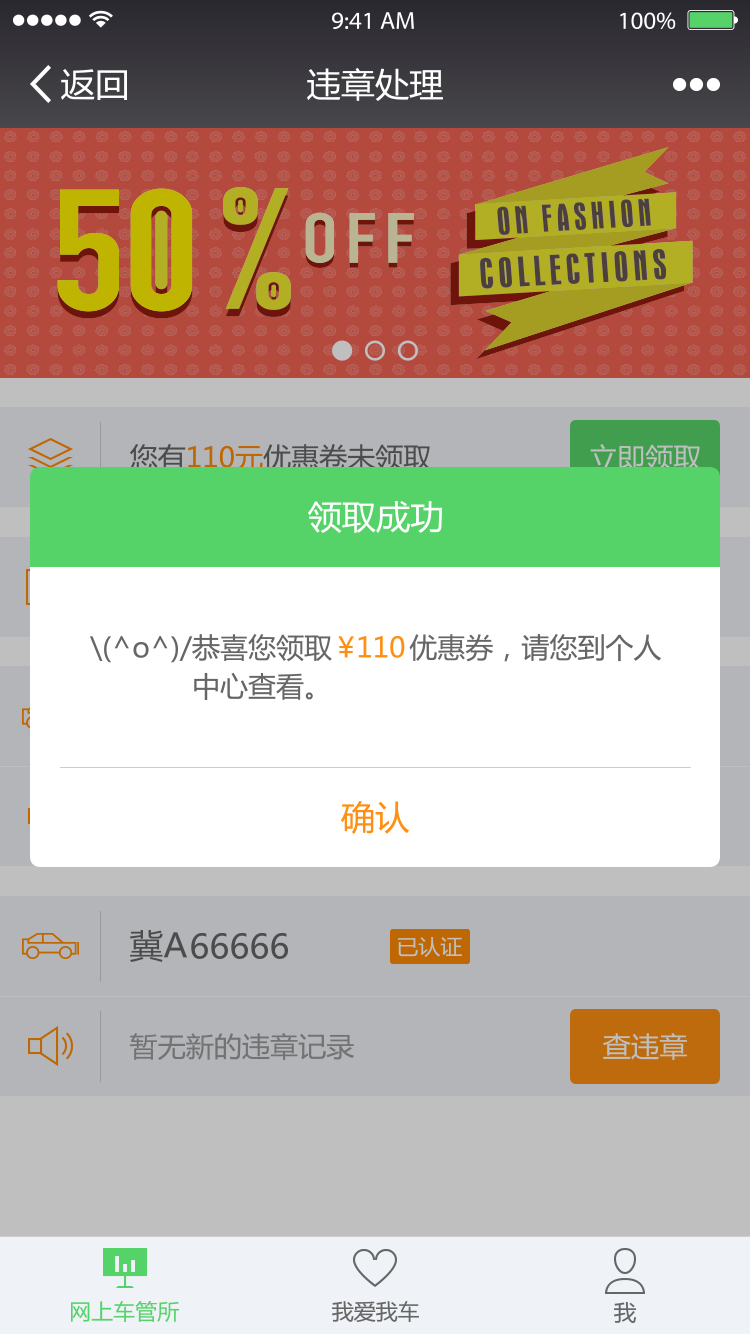 9:41 AM 100%
返回 违章处理
50% OFF
ON FASHION
COLLECTIONS
您有110元优惠券未领取 立即领取
领取成功
\(^o^)/恭喜您领取¥110优惠券，请您到个人
中心查看。
确认
冀A66666 已认证
暂无新的违章记录 查违章
网上车管所 我爱我车 我